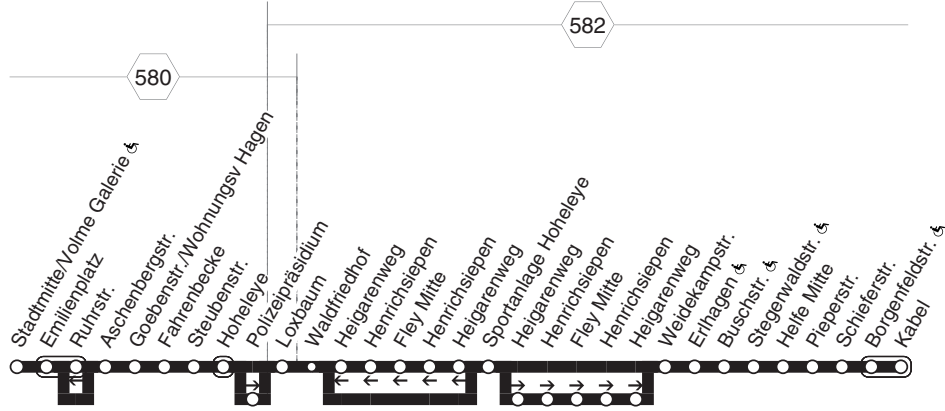 582
580
Stadtmitte/Volme Galerie
Emilienplatz
Ruhrstr.
Aschenbergstr.
Goebenstr./Wohnungsv Hagen
Fahrenbecke
Steubenstr.
Hoheleye
Polizeipräsidium
Loxbaum
Waldfriedhof
Heigarenweg
Henrichsiepen
Fley Mitte
Henrichsiepen
Heigarenweg
Sportanlage Hoheleye
Heigarenweg
Henrichsiepen
Fley Mitte
Henrichsiepen
Heigarenweg
Weidekampstr.
Erlhagen
Buschstr.
Stegenwaldstr.
Helfe Mitte
Pieperstr.
Schieferstr.
Borgenfeldstr.
Kabel